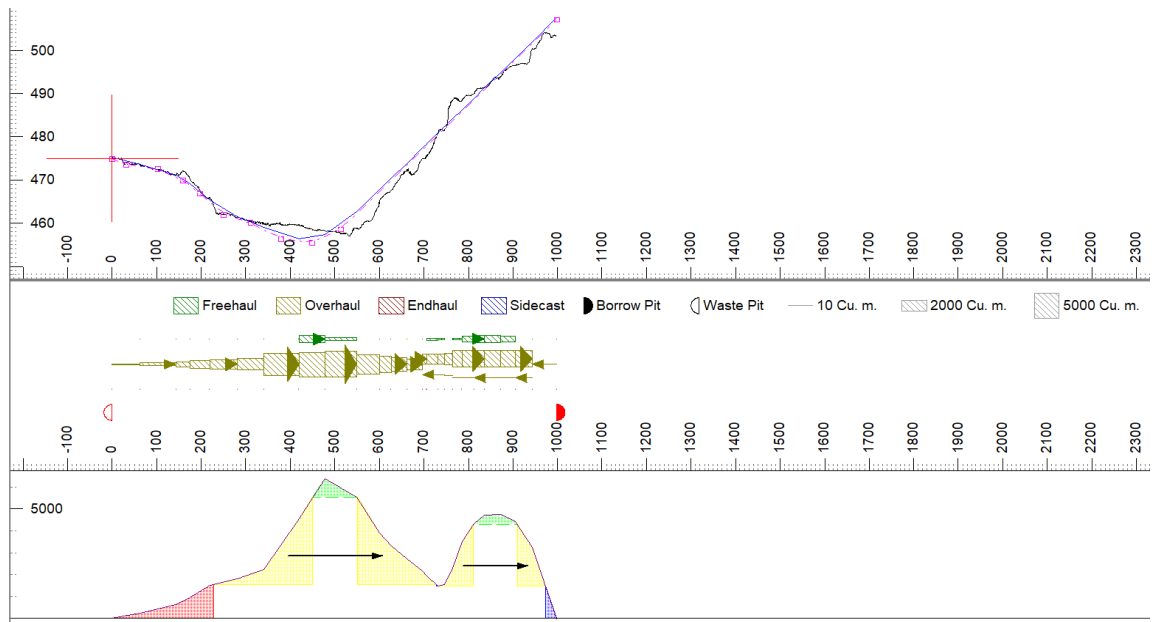 500
490
480
470
460
-100 0 100 200 300 400 500 600 700 800 900 1000 1100 1200 1300 1400 1500 1600 1700 1800 1900 2000 2100 2200 2300
Freehaul Overhaul Endhaul Sidecast Borrow Pit Waste Pit 10 Cu. m. 2000 Cu. m. 5000 Cu. m.
-100 0 100 200 300 400 500 600 700 800 900 1000 1100 1200 1300 1400 1500 1600 1700 1800 1900 2000 2100 2200 2300
5000